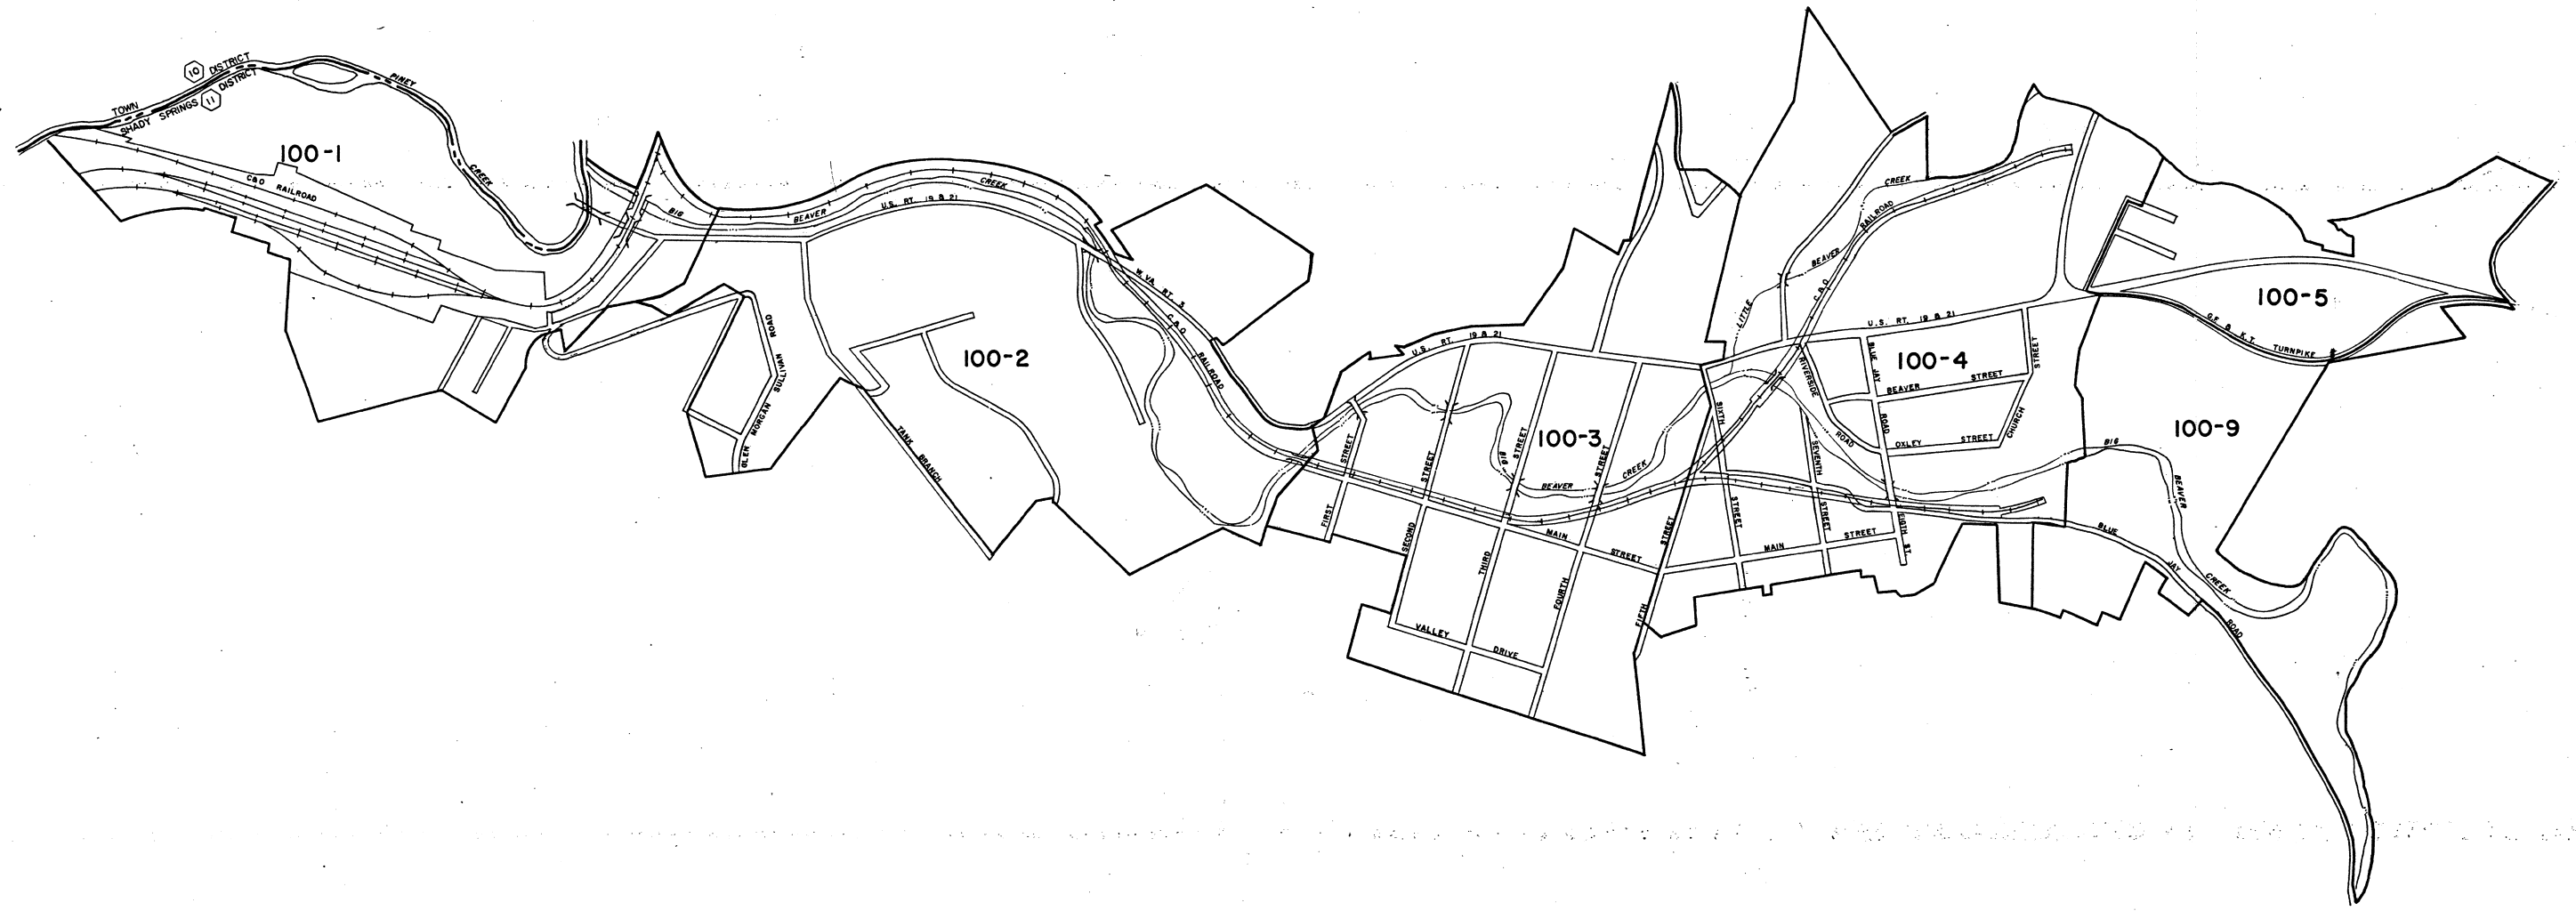 10 DISTRICT
TOWN
SHADY SPRINGS 11 DISTRICT
PINEY
CREEK
100-1
C&O RAILROAD
BIG
BEAVER
CREEK
U.S. RT. 19 & 21
W. VA. RT. 3
C & O
RAILROAD
100-2
GLEN MORGAN SULLIVAN ROAD
TANK BRANCH
U.S. RT. 19 & 21
100-3
FIRST STREET
SECOND STREET
THIRD STREET
FOURTH STREET
FIFTH STREET
BIG
BEAVER
CREEK
MAIN STREET
VALLEY DRIVE
LITTLE
BEAVER
CREEK
C & O RAILROAD
U.S. RT. 19 & 21
100-4
RIVERSIDE
ROAD
BLUE JAY
ROAD
BEAVER STREET
OXLEY STREET
CHURCH
STREET
SIXTH
STREET
SEVENTH
STREET
EIGTH ST.
MAIN STREET
100-5
G.F. & K.T. TURNPIKE
100-9
BIG
BEAVER
CREEK
BLUE
JAY
ROAD